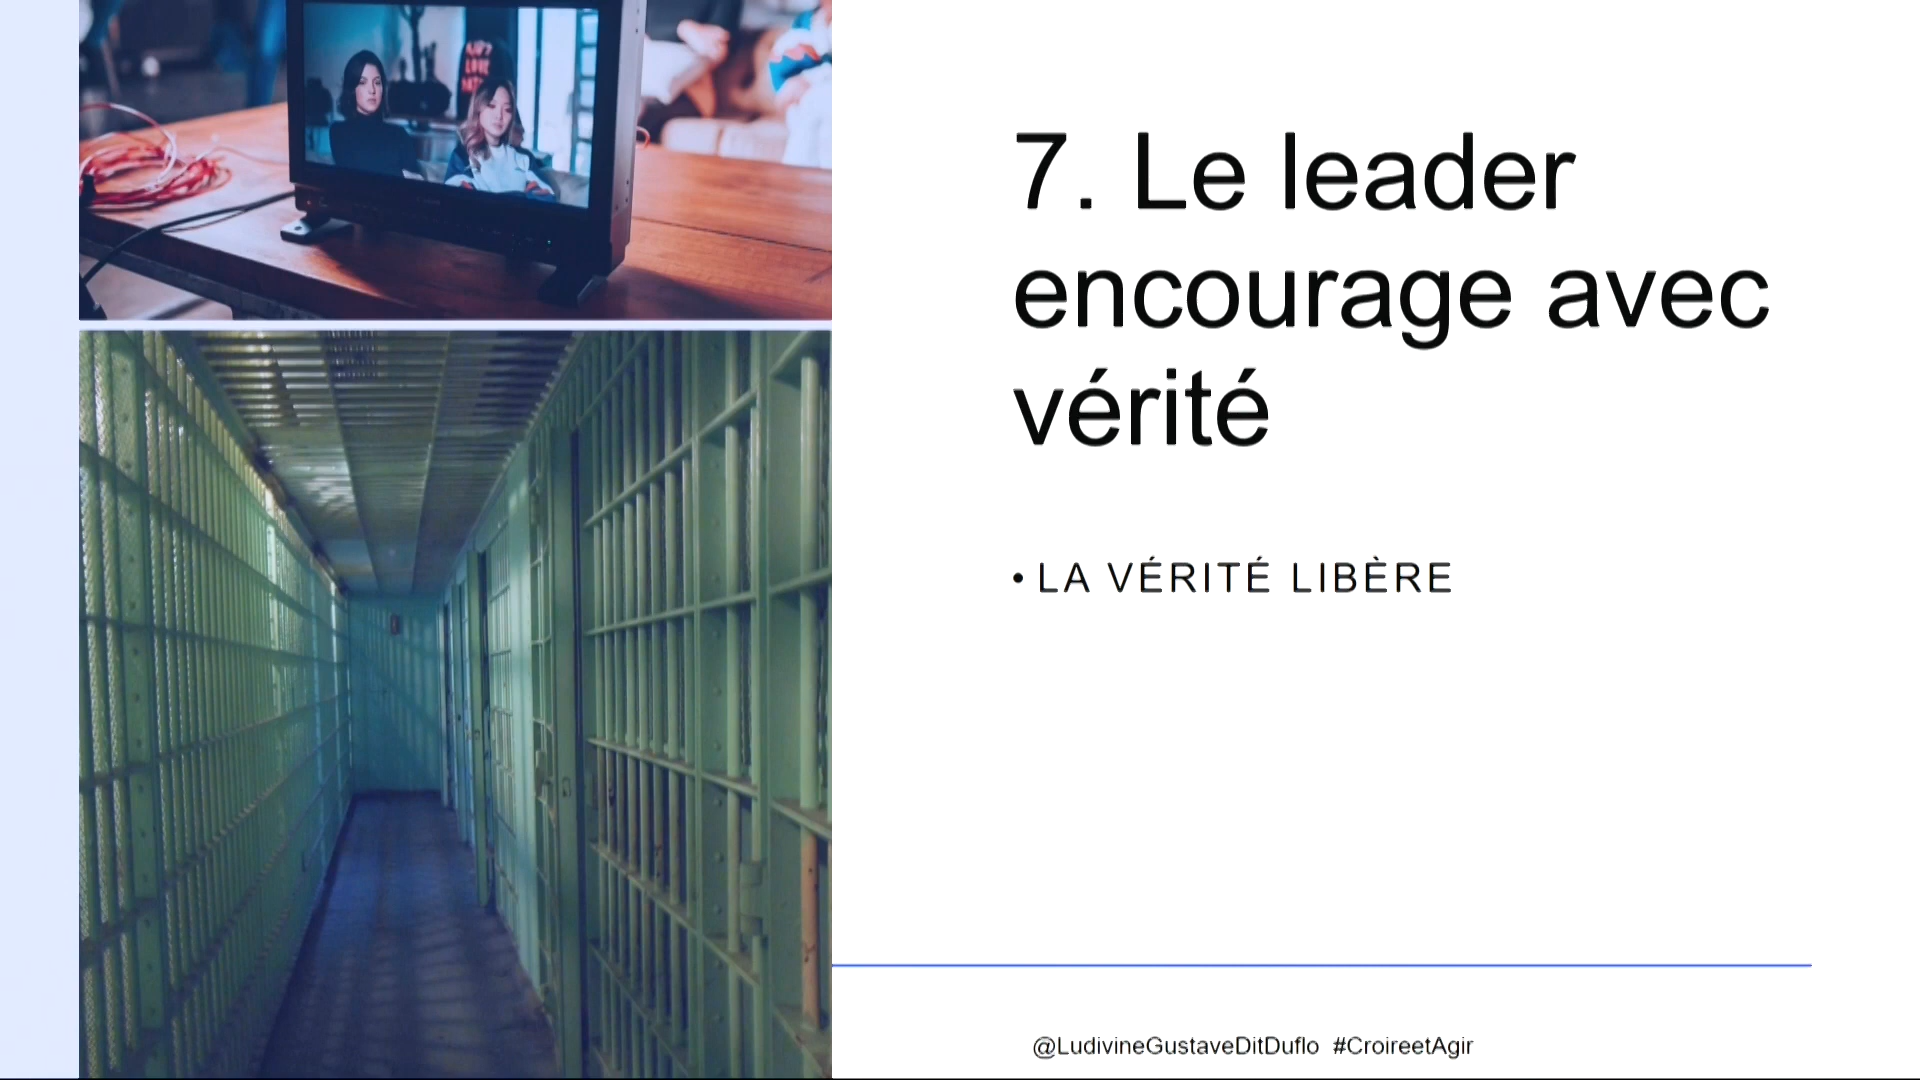 7. Le leader
encourage avec
vérité
• LA VÉRITÉ LIBÈRE
@LudivineGustaveDitDuflo #CroireetAgir